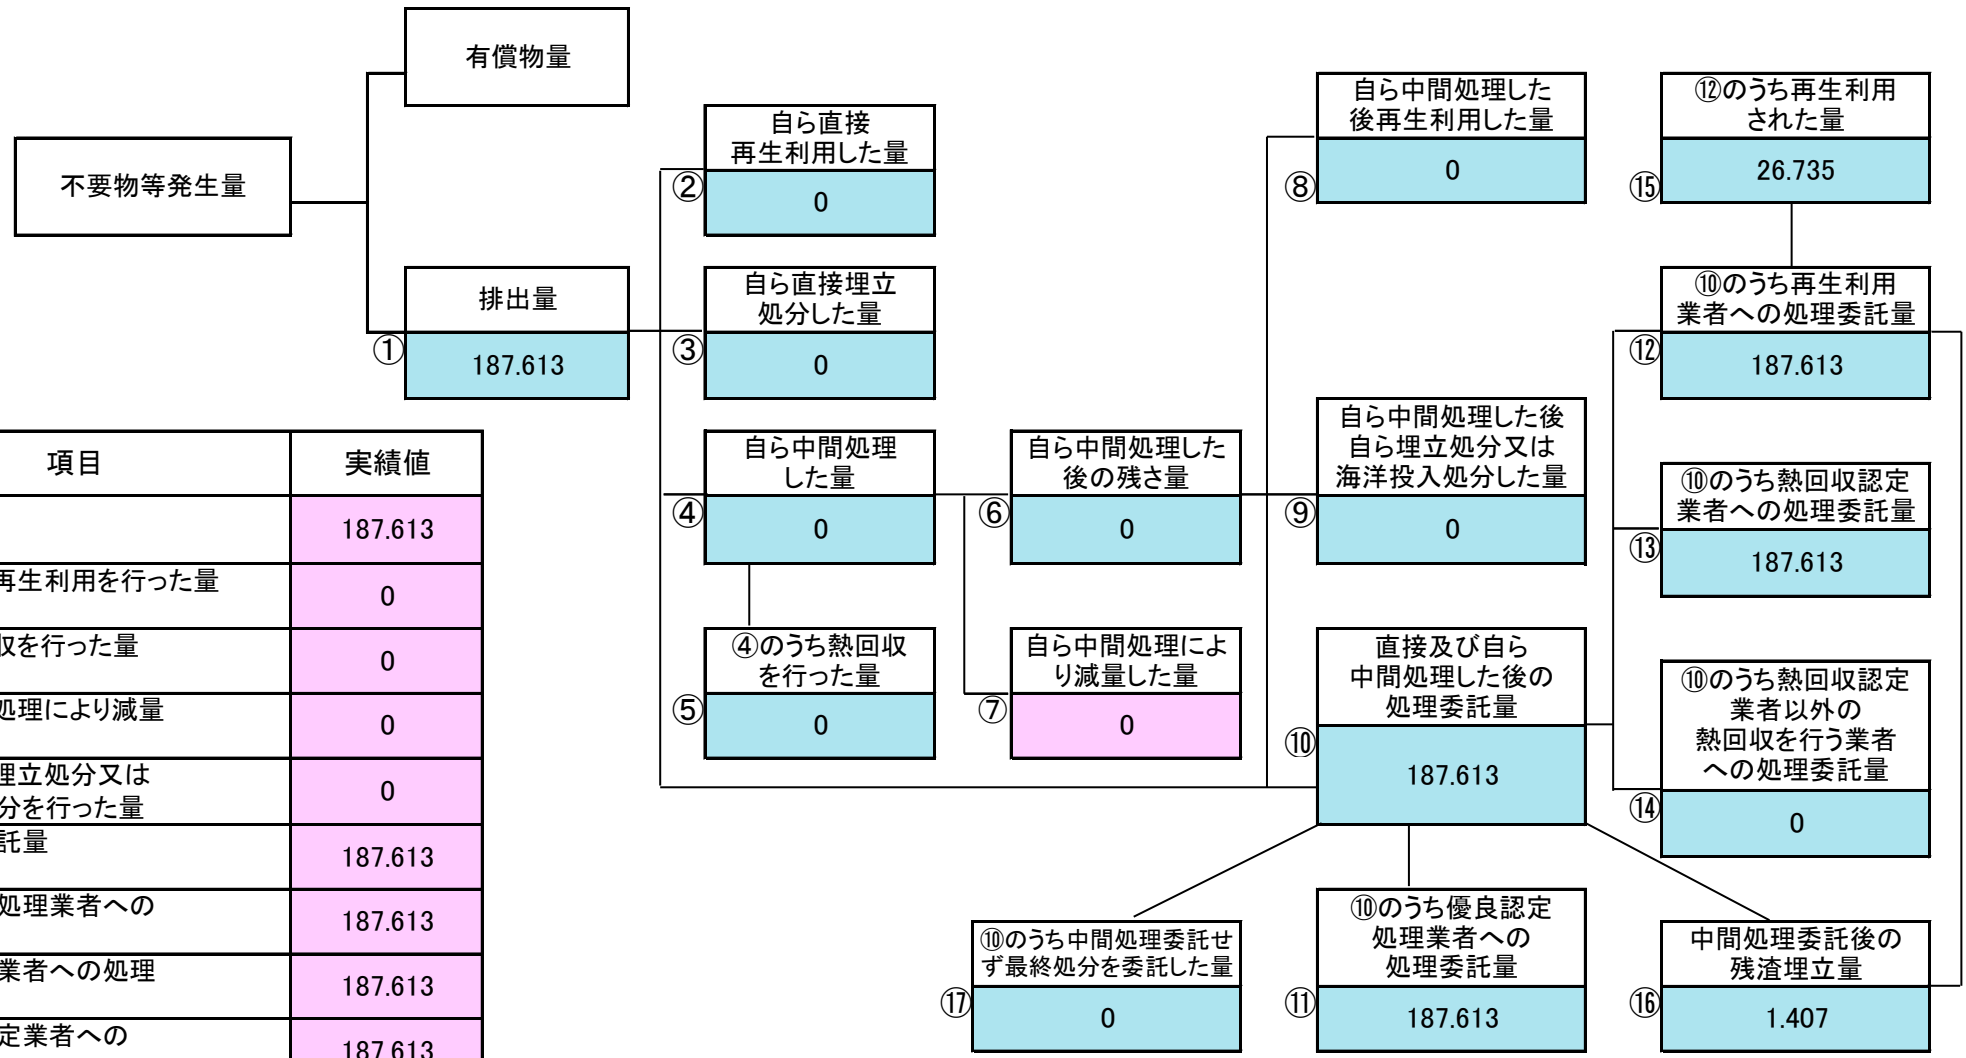 有償物量
不要物等発生量
排出量
①
187.613
自ら直接
再生利用した量
②
0
自ら直接埋立
処分した量
③
0
自ら中間処理
した量
④
0
④のうち熱回収
を行った量
⑤
0
自ら中間処理した
後の残さ量
⑥
0
自ら中間処理によ
り減量した量
⑦
0
自ら中間処理した
後再生利用した量
⑧
0
自ら中間処理した後
自ら埋立処分又は
海洋投入処分した量
⑨
0
直接及び自ら
中間処理した後の
処理委託量
⑩
187.613
⑫のうち再生利用
された量
⑮
26.735
⑩のうち再生利用
業者への処理委託量
⑫
187.613
⑩のうち熱回収認定
業者への処理委託量
⑬
187.613
⑩のうち熱回収認定
業者以外の
熱回収を行う業者
への処理委託量
⑭
0
⑩のうち中間処理委託せ
ず最終処分を委託した量
⑰
0
⑩のうち優良認定
処理業者への
処理委託量
⑪
187.613
中間処理委託後の
残渣埋立量
⑯
1.407
項目 実績値
187.613
再生利用を行った量 0
収を行った量 0
処理により減量 0
埋立処分又は
分を行った量 0
託量 187.613
処理業者への 187.613
業者への処理 187.613
定業者への 187.613